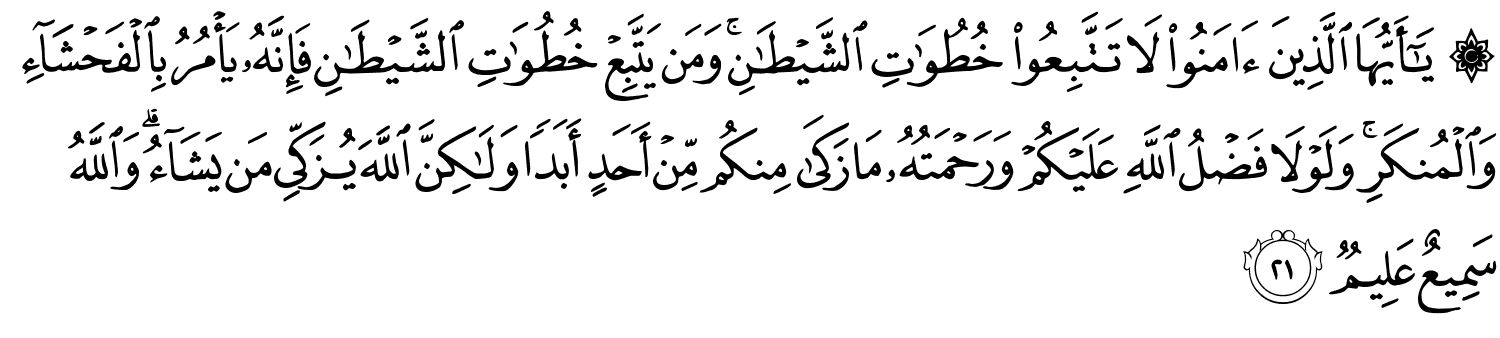 ۞ يَٰٓأَيُّهَا ٱلَّذِينَ ءَامَنُوا۟ لَا تَتَّبِعُوا۟ خُطُوَٰتِ ٱلشَّيْطَٰنِ ۚ وَمَن يَتَّبِعْ خُطُوَٰتِ ٱلشَّيْطَٰنِ فَإِنَّهُۥ يَأْمُرُ بِٱلْفَحْشَآءِ
وَٱلْمُنكَرِ ۚ وَلَوْلَا فَضْلُ ٱللَّهِ عَلَيْكُمْ وَرَحْمَتُهُۥ مَا زَكَىٰ مِنكُم مِّنْ أَحَدٍ أَبَدًا وَلَٰكِنَّ ٱللَّهَ يُزَكِّى مَن يَشَآءُ ۗ وَٱللَّهُ
سَمِيعٌ عَلِيمٌ ٢١